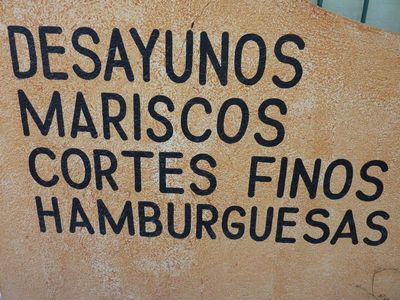 DESAYUNOS
MARISCOS
CORTES FINOS
HAMBURGUESAS